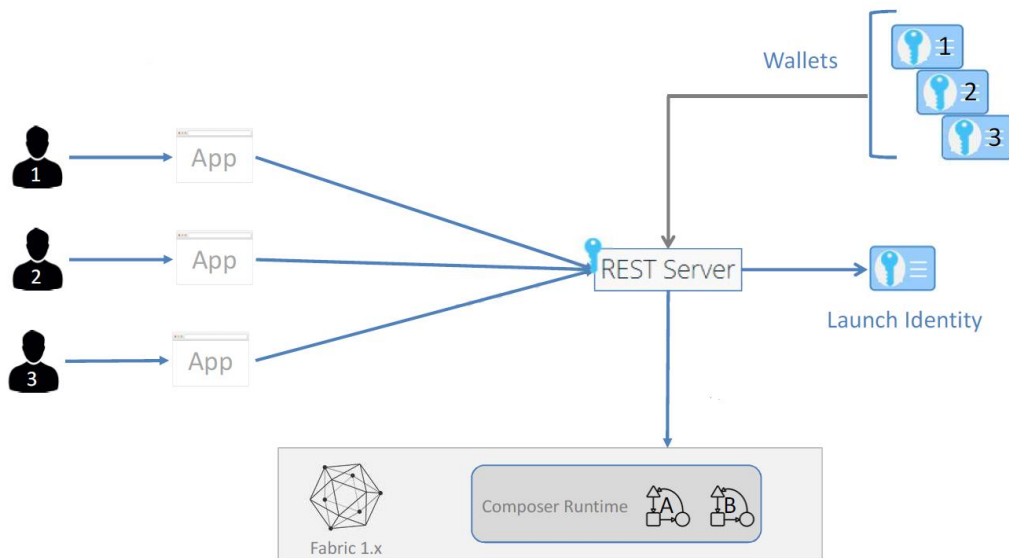 Wallets
1
2
3
1
App
2
App
3
App
REST Server
Launch Identity
Composer Runtime
A
B
Fabric 1.x